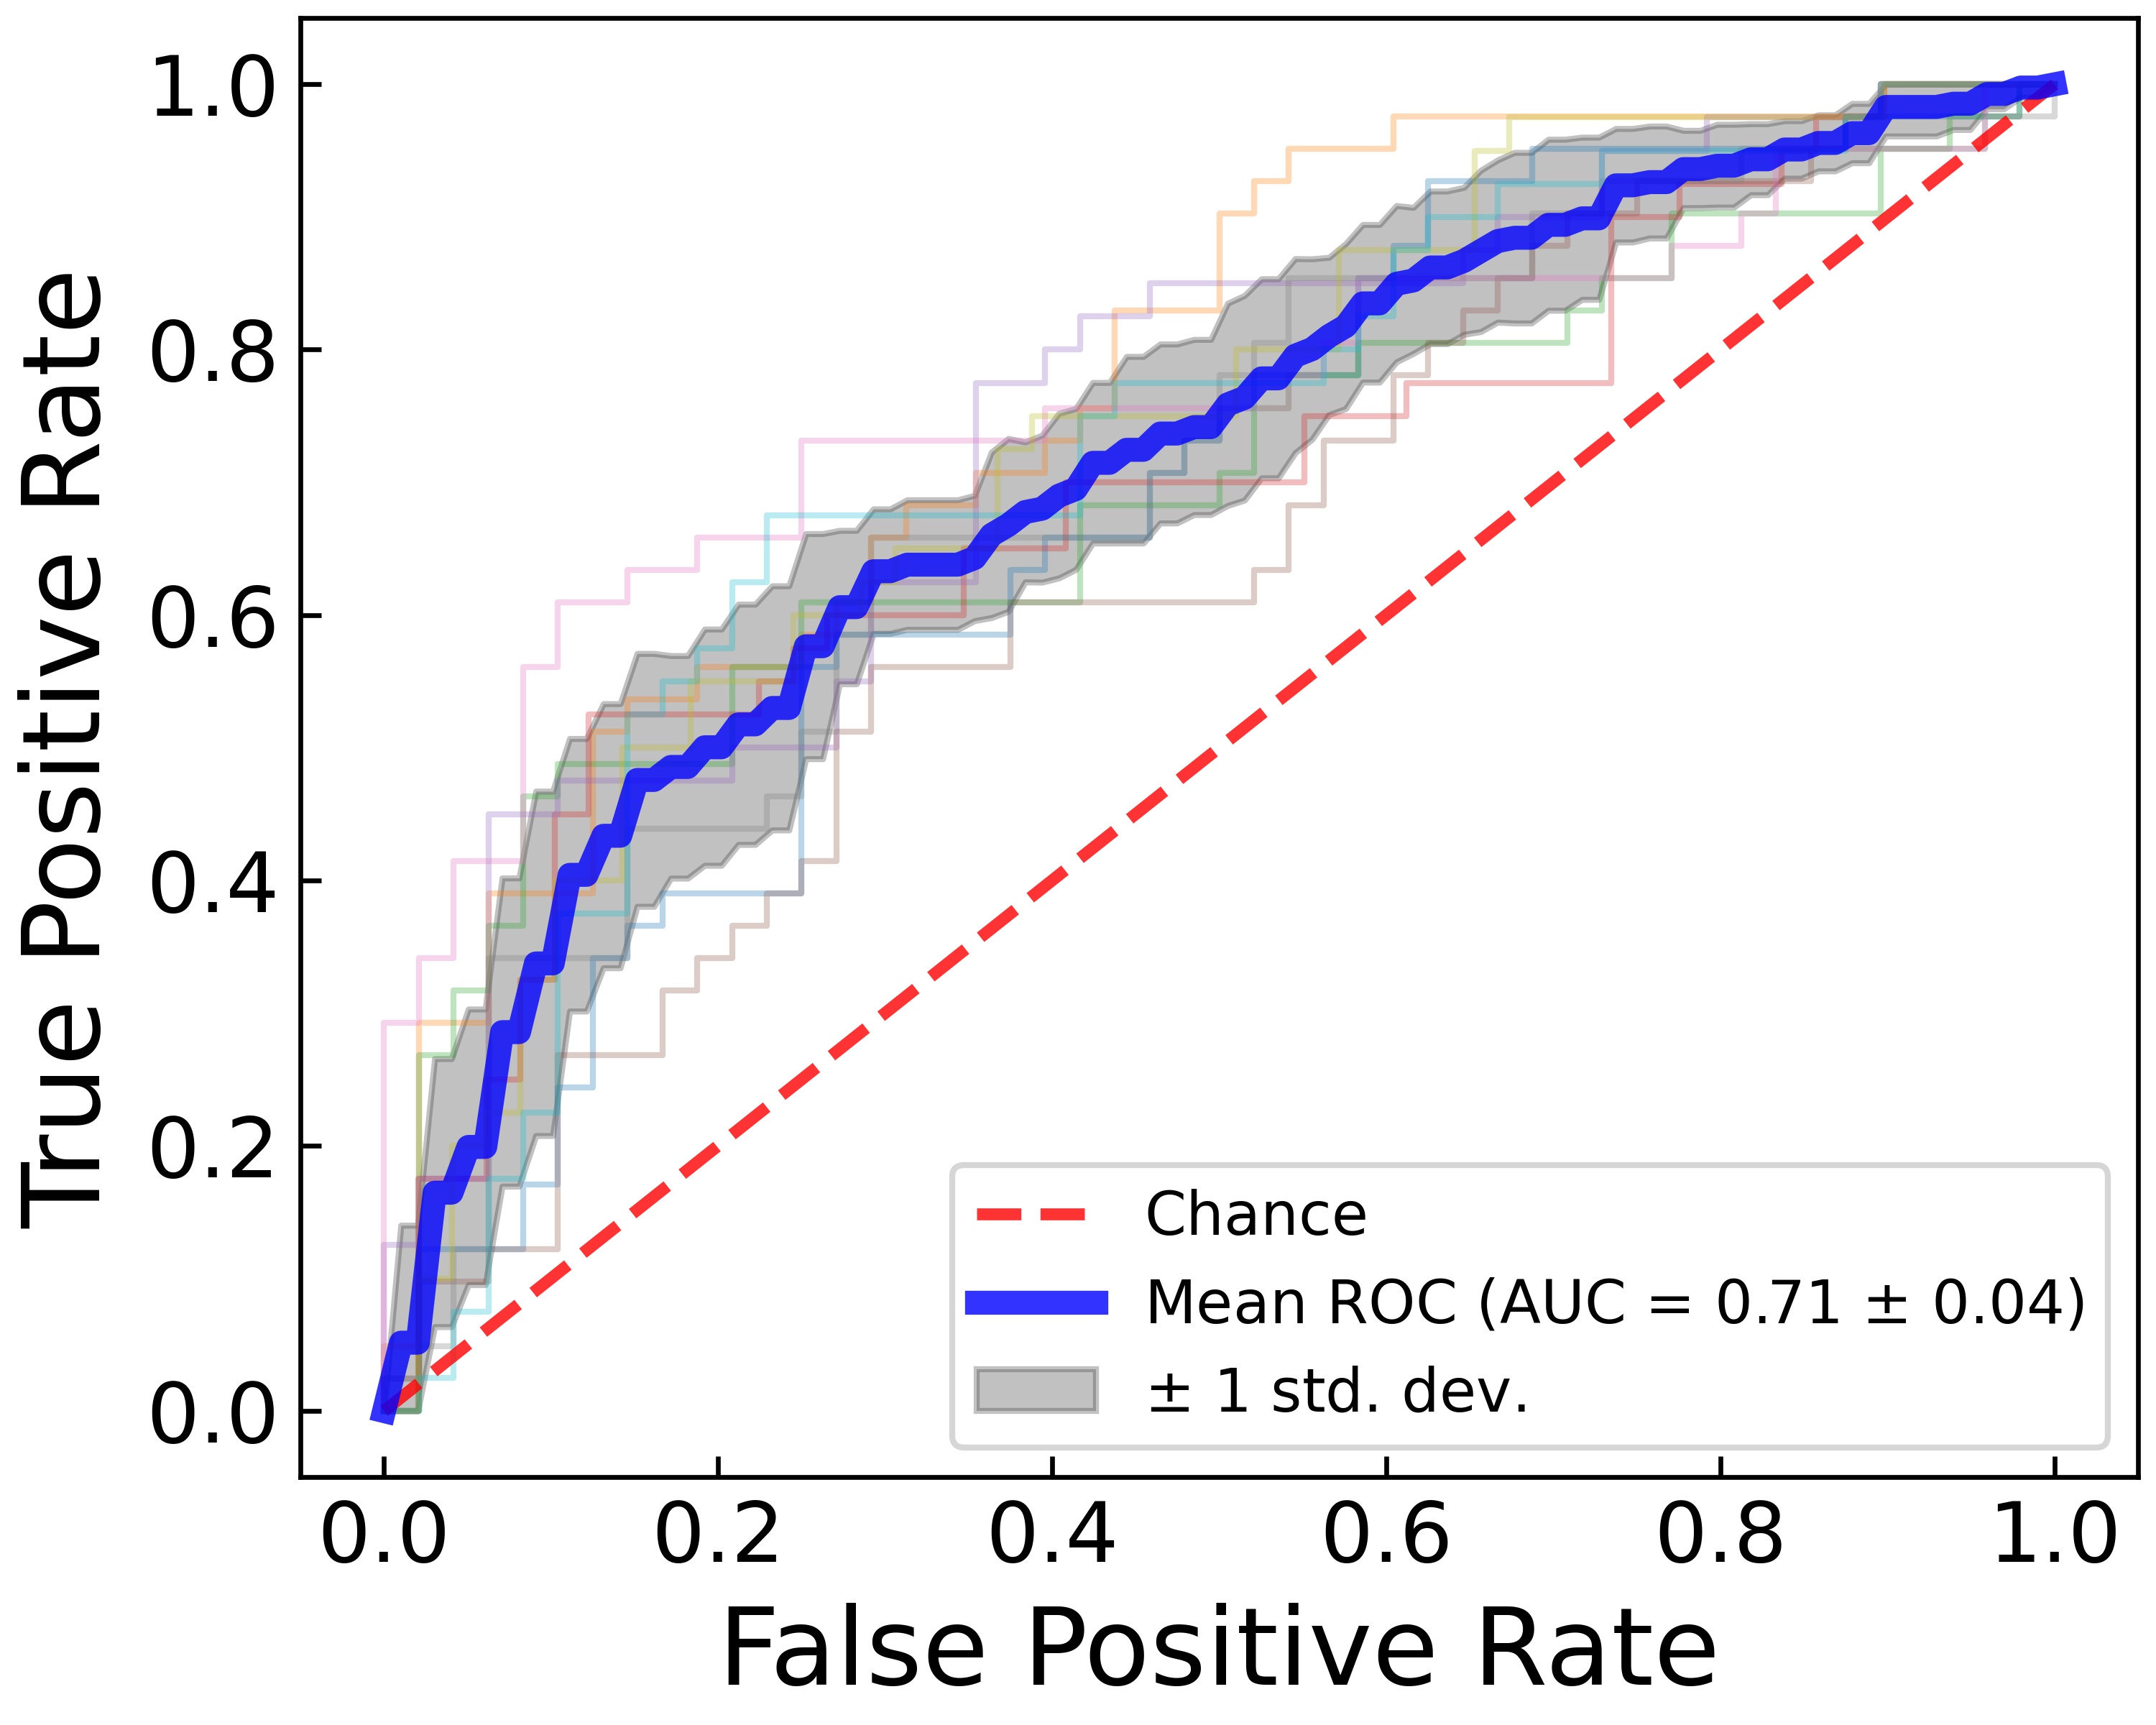 True Positive Rate
1.0
0.8
0.6
0.4
0.2
0.0
Chance
Mean ROC (AUC = 0.71 ± 0.04)
± 1 std. dev.
0.0 0.2 0.4 0.6 0.8 1.0
False Positive Rate